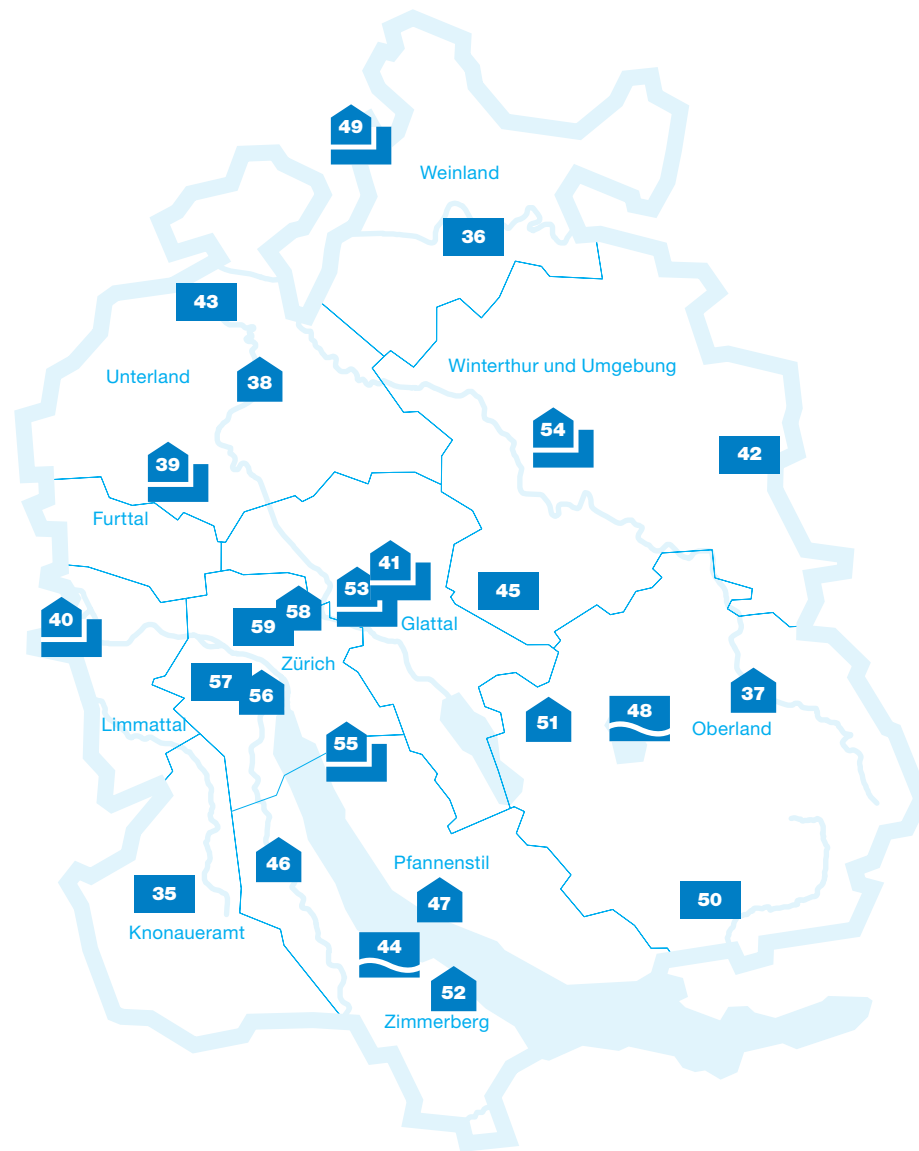 49
Weinland
36
43
Winterthur und Umgebung
Unterland
38
54
42
39
Furttal
41
53
45
58
40
59
Glattal
Zürich
57
56
37
51
48
Limmattal
Oberland
55
46
Pfannenstil
35
47
50
Knonaueramt
44
52
Zimmerberg